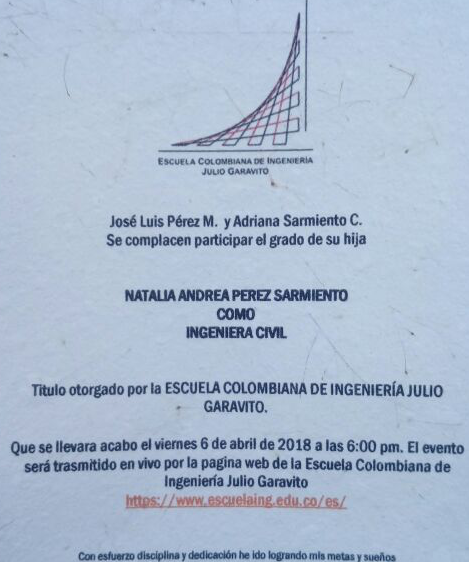 ESCUELA COLOMBIANA DE INGENIERÍA
JULIO GARAVITO
José Luis Pérez M. y Adriana Sarmiento C.
Se complacen participar el grado de su hija
NATALIA ANDREA PEREZ SARMIENTO
COMO
INGENIERA CIVIL
Titulo otorgado por la ESCUELA COLOMBIANA DE INGENIERÍA JULIO
GARAVITO.
Que se llevara acabo el viernes 6 de abril de 2018 a las 6:00 pm. El evento
será trasmitido en vivo por la pagina web de la Escuela Colombiana de
Ingeniería Julio Garavito
https://www.escuelaing.edu.co/es/
Con esfuerzo disciplina y dedicación he ido logrando mis metas y sueños